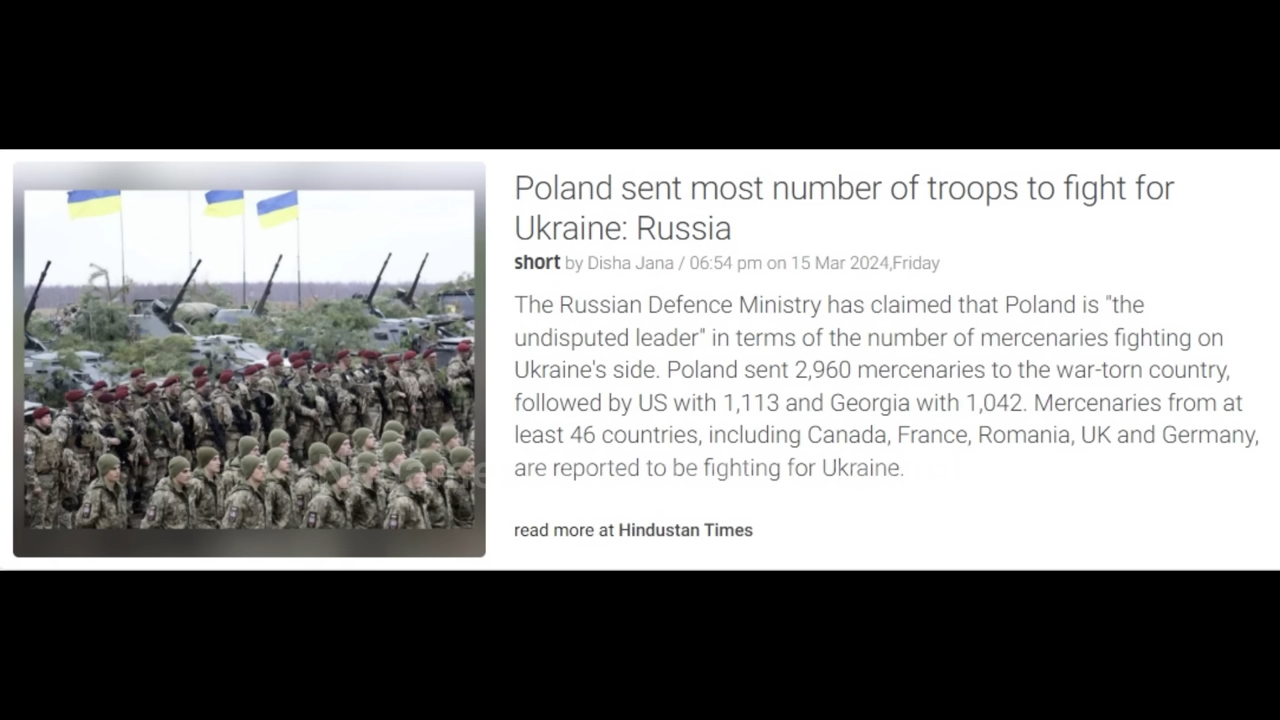 Poland sent most number of troops to fight for
Ukraine: Russia
short by Disha Jana / 06:54 pm on 15 Mar 2024,Friday
The Russian Defence Ministry has claimed that Poland is "the
undisputed leader" in terms of the number of mercenaries fighting on
Ukraine's side. Poland sent 2,960 mercenaries to the war-torn country,
followed by US with 1,113 and Georgia with 1,042. Mercenaries from at
least 46 countries, including Canada, France, Romania, UK and Germany,
are reported to be fighting for Ukraine.
read more at Hindustan Times